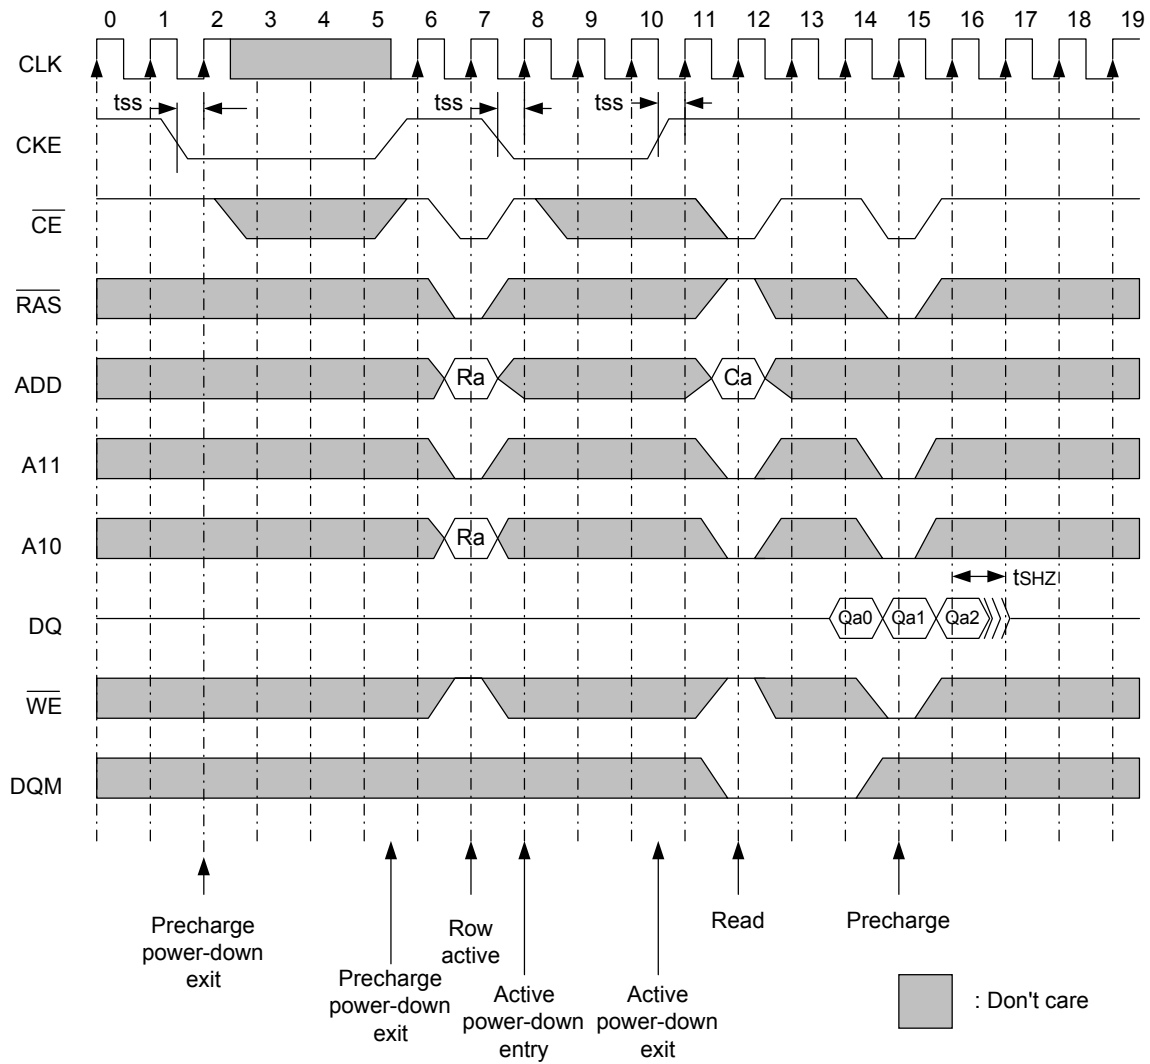 0 1 2 3 4 5 6 7 8 9 10 11 12 13 14 15 16 17 18 19
CLK
tss tss tss
CKE
CE
RAS
ADD Ra Ca
A11
A10 Ra
tSHZ
DQ Qa0 Qa1 Qa2
WE
DQM
Precharge
power-down
exit
Precharge
power-down
exit
Row
active
Active
power-down
entry
Active
power-down
exit
Read
Precharge
: Don't care